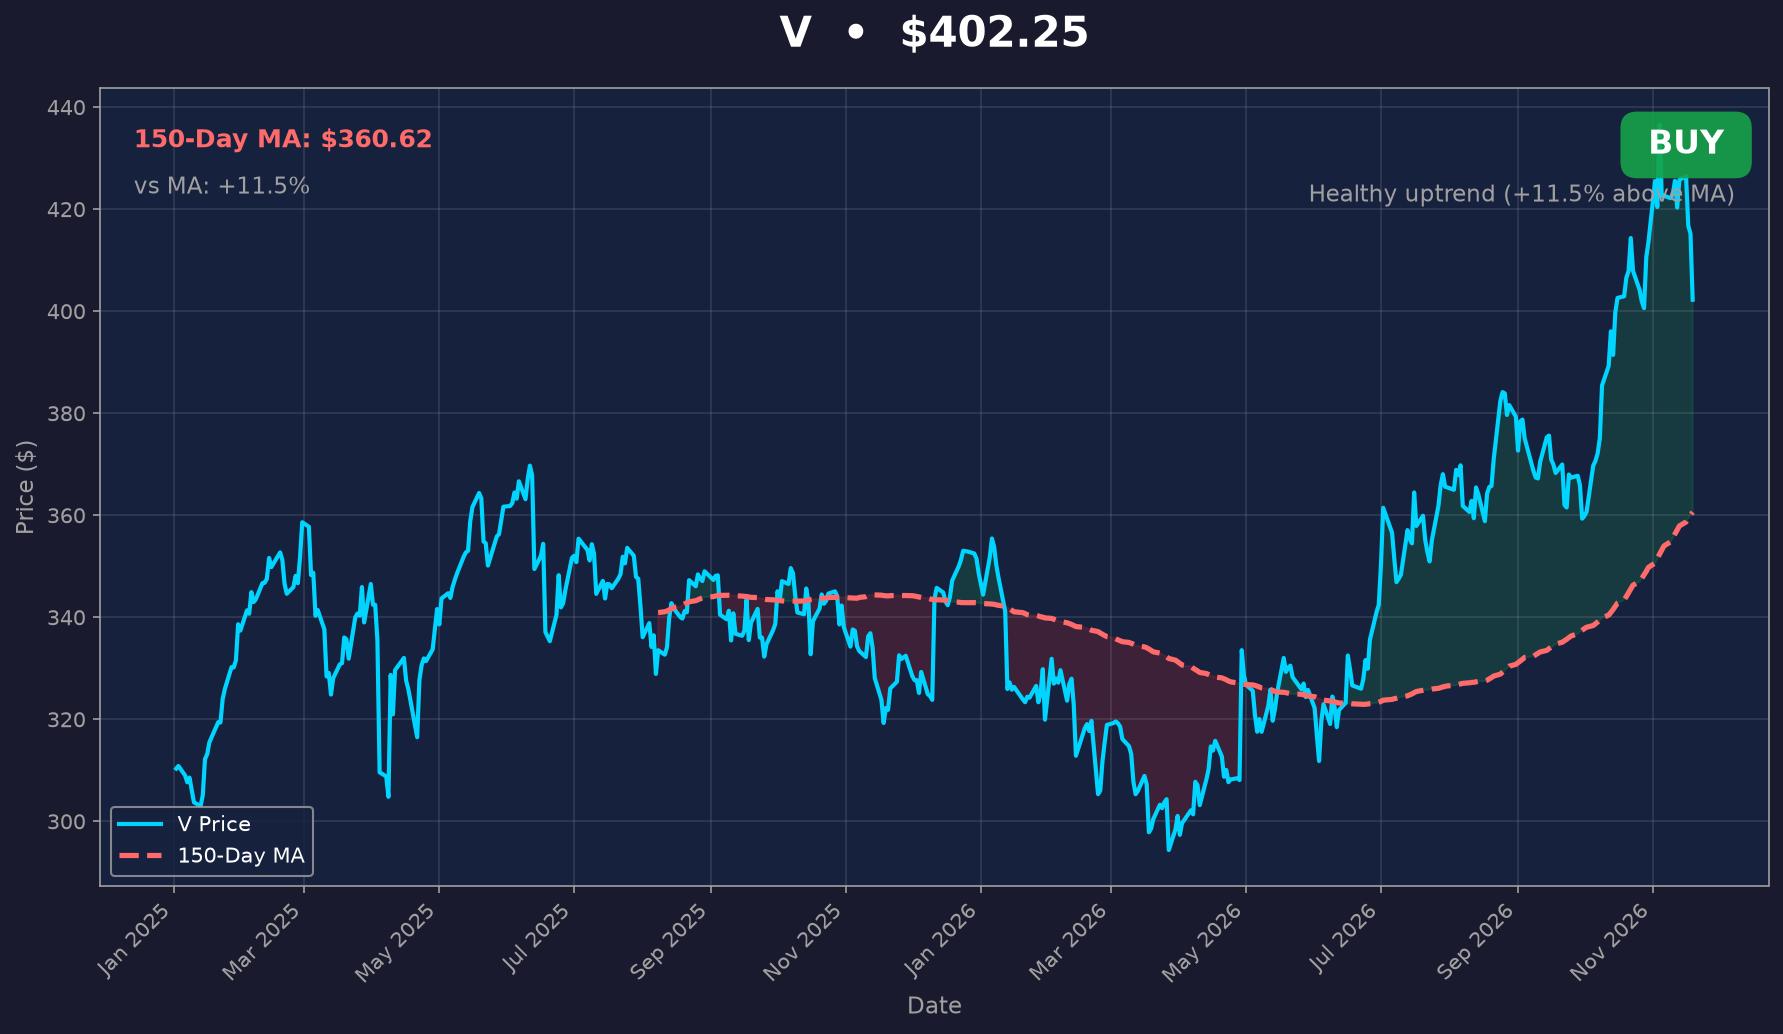 V • $402.25
150-Day MA: $360.62
vs MA: +11.5%
BUY
Healthy uptrend (+11.5% above MA)
Price ($)
440
420
400
380
360
340
320
300
V Price
150-Day MA
Jan 2025
Mar 2025
May 2025
Jul 2025
Sep 2025
Nov 2025
Jan 2026
Mar 2026
May 2026
Jul 2026
Sep 2026
Nov 2026
Date